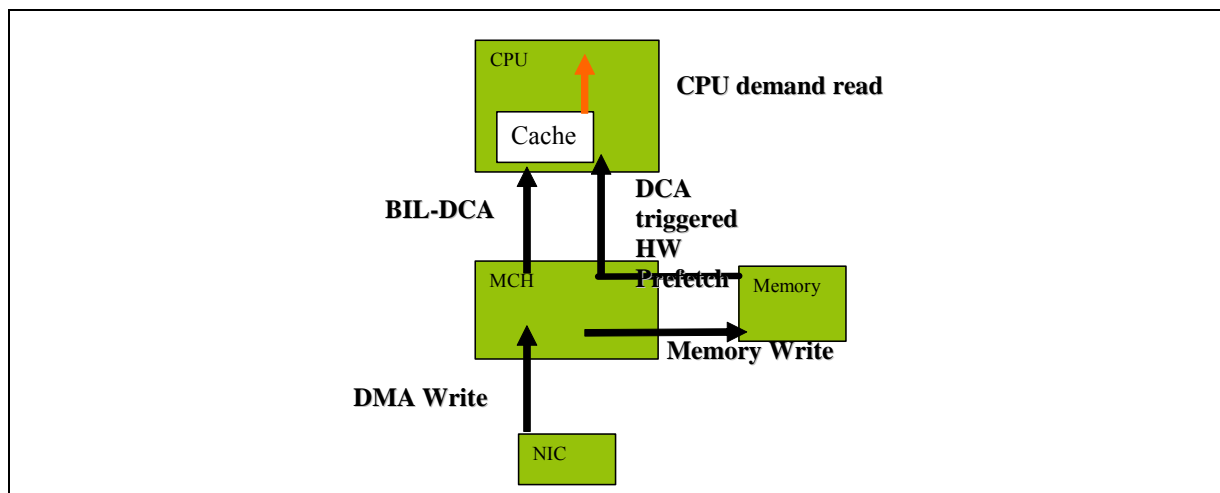 CPU
CPU demand read
Cache
BIL-DCA
DCA
triggered
HW
Prefetch
MCH
Memory
Memory Write
DMA Write
NIC